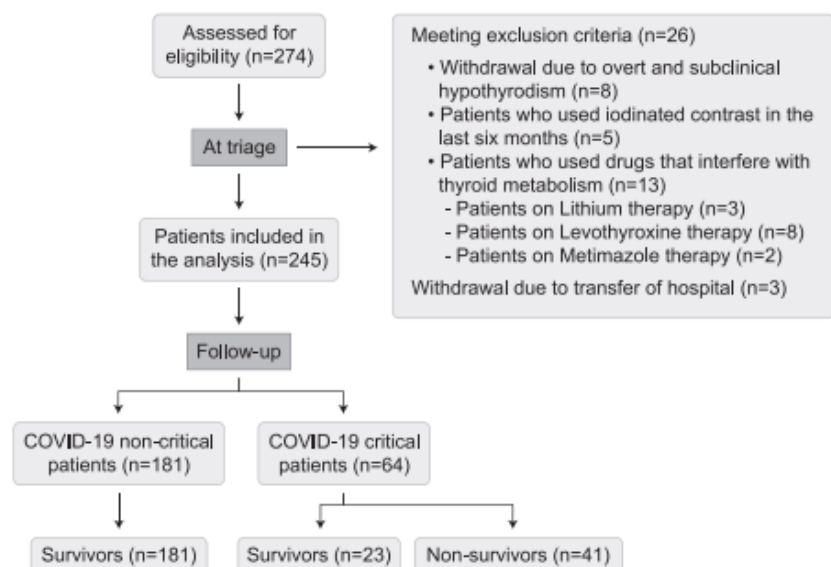 Assessed for
eligibility (n=274)
Meeting exclusion criteria (n=26)
• Withdrawal due to overt and subclinical
hypothyrodism (n=8)
• Patients who used iodinated contrast in the
last six months (n=5)
• Patients who used drugs that interfere with
thyroid metabolism (n=13)
- Patients on Lithium therapy (n=3)
- Patients on Levothyroxine therapy (n=8)
- Patients on Metimazole therapy (n=2)
Withdrawal due to transfer of hospital (n=3)
At triage
Patients included in
the analysis (n=245)
Follow-up
COVID-19 non-critical
patients (n=181)
COVID-19 critical
patients (n=64)
Survivors (n=181)
Survivors (n=23)
Non-survivors (n=41)